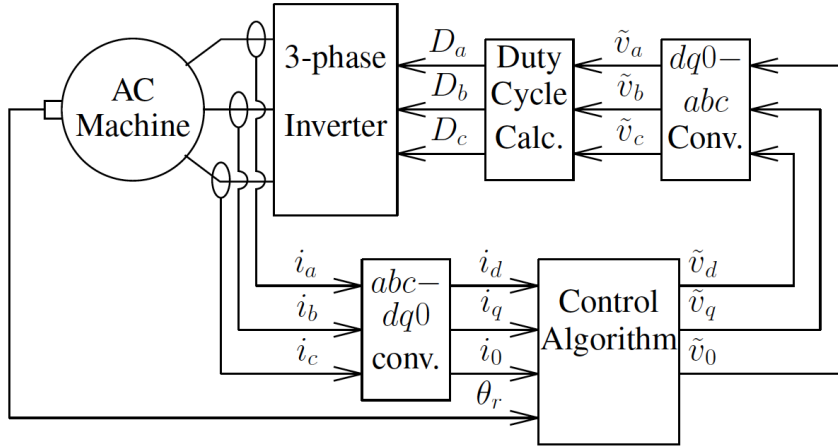 AC
Machine
3-phase
Inverter
D_a
D_b
D_c
Duty
Cycle
Calc.
ṽ_a
ṽ_b
ṽ_c
dq0−
abc
Conv.
i_a
i_b
i_c
abc−
dq0
conv.
i_d
i_q
i_0
θ_r
Control
Algorithm
ṽ_d
ṽ_q
ṽ_0